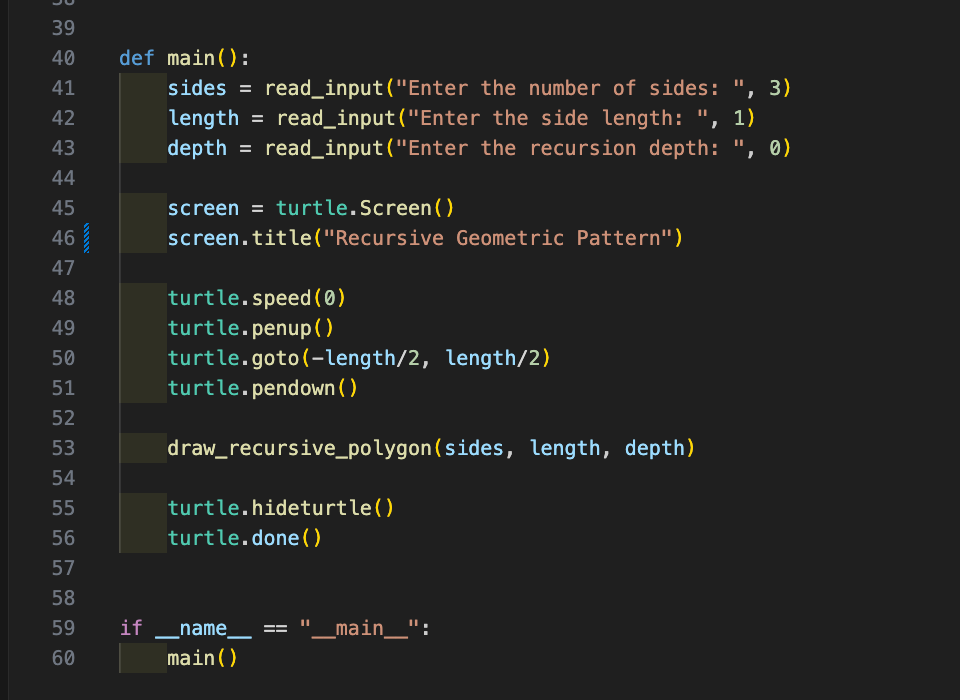 39
40 def main():
41     sides = read_input("Enter the number of sides: ", 3)
42     length = read_input("Enter the side length: ", 1)
43     depth = read_input("Enter the recursion depth: ", 0)
44
45     screen = turtle.Screen()
46     screen.title("Recursive Geometric Pattern")
47
48     turtle.speed(0)
49     turtle.penup()
50     turtle.goto(-length/2, length/2)
51     turtle.pendown()
52
53     draw_recursive_polygon(sides, length, depth)
54
55     turtle.hideturtle()
56     turtle.done()
57
58
59 if __name__ == "__main__":
60     main()